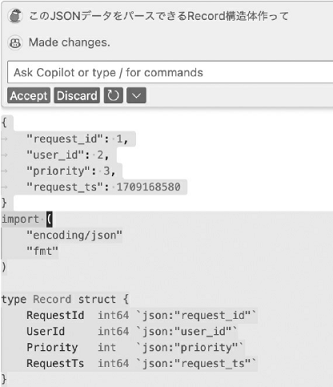 このJSONデータをパースできるRecord構造体作って
Made changes.
Ask Copilot or type / for commands
Accept Discard
{
"request_id": 1,
"user_id": 2,
"priority": 3,
"request_ts": 1709168580
}
import (
"encoding/json"
"fmt"
)
type Record struct {
RequestId int64 `json:"request_id"`
UserId int64 `json:"user_id"`
Priority int `json:"priority"`
RequestTs int64 `json:"request_ts"`
}